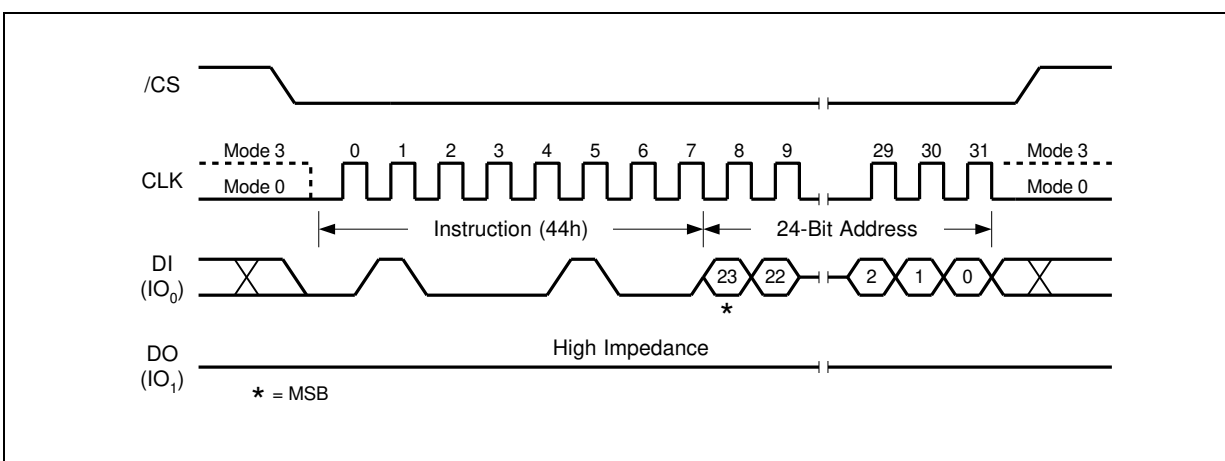 /CS
Mode 3 0 1 2 3 4 5 6 7 8 9 29 30 31 Mode 3
CLK
Mode 0 Mode 0
Instruction (44h) 24-Bit Address
DI
(IO0)
23 22 2 1 0
*
High Impedance
DO
(IO1)
* = MSB